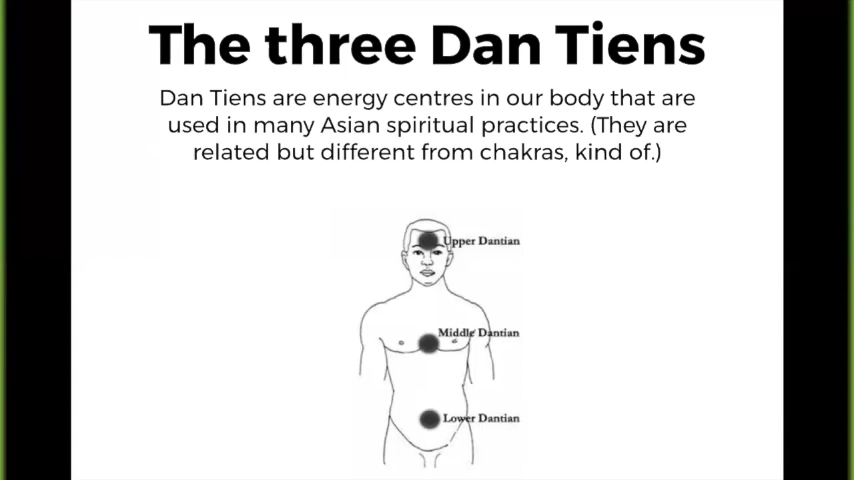 The three Dan Tiens
Dan Tiens are energy centres in our body that are
used in many Asian spiritual practices. (They are
related but different from chakras, kind of.)
Upper Dantian
Middle Dantian
Lower Dantian